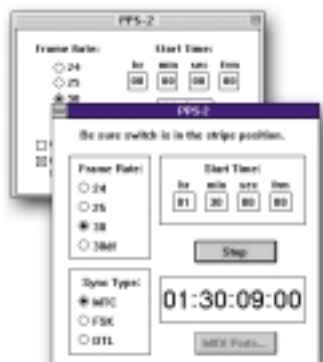 PPS-2
Frame Rate:
24
25
30
Start Time:
hr min sec frm
00 00 00 00
PPS-2
Be sure switch is in the stripe position.
Frame Rate:
24
25
30
30df
Start Time:
hr min sec frm
01 30 00 00
Stop
Sync Type:
MTC
FSK
DTL
01:30:09:00
MIDI Ports...